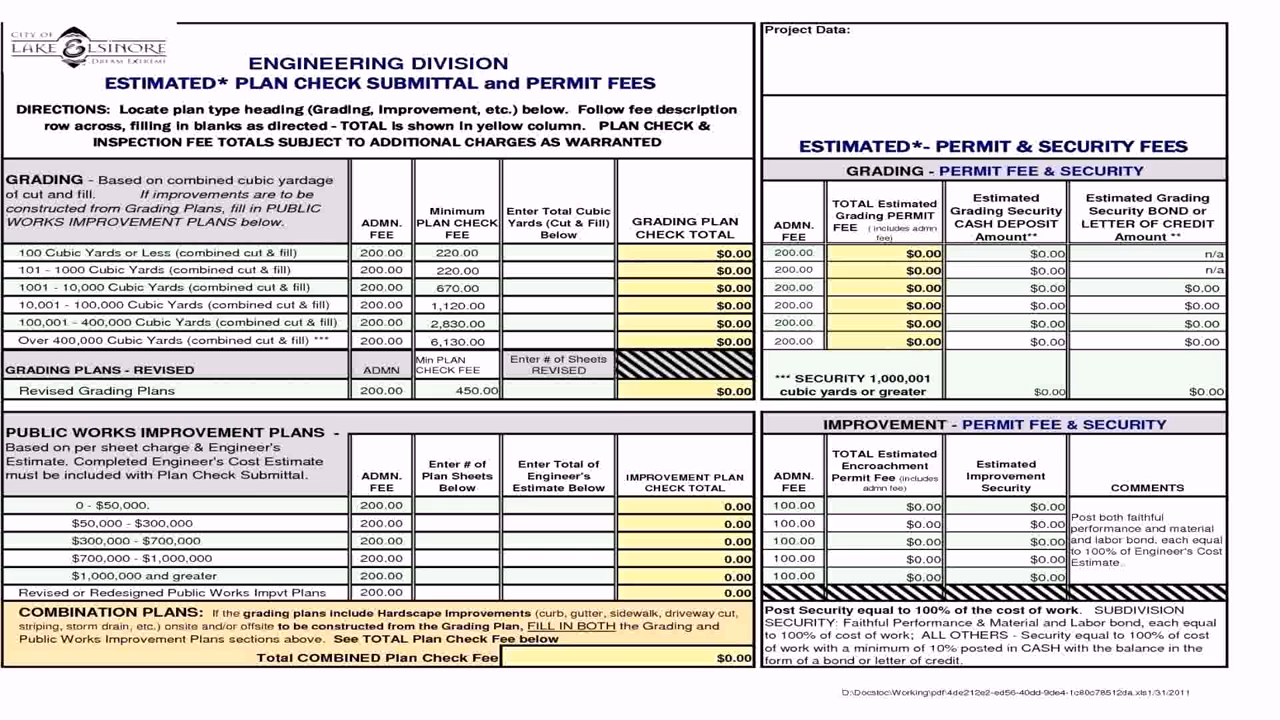 CITY OF
LAKE ELSINORE
DREAM EXTREME
ENGINEERING DIVISION
ESTIMATED* PLAN CHECK SUBMITTAL and PERMIT FEES
DIRECTIONS: Locate plan type heading (Grading, Improvement, etc.) below. Follow fee description
row across, filling in blanks as directed - TOTAL is shown in yellow column. PLAN CHECK &
INSPECTION FEE TOTALS SUBJECT TO ADDITIONAL CHARGES AS WARRANTED
GRADING - Based on combined cubic yardage
of cut and fill. If improvements are to be
constructed from Grading Plans, fill in PUBLIC
WORKS IMPROVEMENT PLANS below.
ADMN.
FEE
Minimum
PLAN CHECK
FEE
Enter Total Cubic
Yards (Cut & Fill)
Below
GRADING PLAN
CHECK TOTAL
100 Cubic Yards or Less (combined cut & fill) 200.00 220.00 $0.00
101 - 1000 Cubic Yards (combined cut & fill) 200.00 220.00 $0.00
1001 - 10,000 Cubic Yards (combined cut & fill) 200.00 670.00 $0.00
10,001 - 100,000 Cubic Yards (combined cut & fill) 200.00 1,120.00 $0.00
100,001 - 400,000 Cubic Yards (combined cut & fill) 200.00 2,830.00 $0.00
Over 400,000 Cubic Yards (combined cut & fill) *** 200.00 6,130.00 $0.00
GRADING PLANS - REVISED
ADMN
Min PLAN
CHECK FEE
Enter # of Sheets
REVISED
Revised Grading Plans 200.00 450.00 $0.00
PUBLIC WORKS IMPROVEMENT PLANS -
Based on per sheet charge & Engineer's
Estimate. Completed Engineer's Cost Estimate
must be included with Plan Check Submittal.
ADMN.
FEE
Enter # of
Plan Sheets
Below
Enter Total of
Engineer's
Estimate Below
IMPROVEMENT PLAN
CHECK TOTAL
0 - $50,000. 200.00 0.00
$50,000 - $300,000 200.00 0.00
$300,000 - $700,000 200.00 0.00
$700,000 - $1,000,000 200.00 0.00
$1,000,000 and greater 200.00 0.00
Revised or Redesigned Public Works Impvt Plans 200.00 0.00
COMBINATION PLANS: If the grading plans include Hardscape Improvements (curb, gutter, sidewalk, driveway cut,
striping, storm drain, etc.) onsite and/or offsite to be constructed from the Grading Plan, FILL IN BOTH the Grading and
Public Works Improvement Plans sections above. See TOTAL Plan Check Fee below
Total COMBINED Plan Check Fee $0.00
Project Data:
ESTIMATED*- PERMIT & SECURITY FEES
GRADING - PERMIT FEE & SECURITY
ADMN.
FEE
TOTAL Estimated
Grading PERMIT
FEE (includes admn
fee)
Estimated
Grading Security
CASH DEPOSIT
Amount**
Estimated Grading
Security BOND or
LETTER OF CREDIT
Amount **
200.00 $0.00 $0.00 n/a
200.00 $0.00 $0.00 n/a
200.00 $0.00 $0.00 $0.00
200.00 $0.00 $0.00 $0.00
200.00 $0.00 $0.00 $0.00
200.00 $0.00 $0.00 $0.00
*** SECURITY 1,000,001
cubic yards or greater $0.00 $0.00
IMPROVEMENT - PERMIT FEE & SECURITY
ADMN.
FEE
TOTAL Estimated
Encroachment
Permit Fee (includes
admn fee)
Estimated
Improvement
Security
COMMENTS
100.00 $0.00 $0.00
100.00 $0.00 $0.00
100.00 $0.00 $0.00
100.00 $0.00 $0.00
100.00 $0.00 $0.00
Post both faithful
performance and material
and labor bond, each equal
to 100% of Engineer's Cost
Estimate..
Post Security equal to 100% of the cost of work. SUBDIVISION
SECURITY: Faithful Performance & Material and Labor bond, each equal
to 100% of cost of work; ALL OTHERS - Security equal to 100% of cost
of work with a minimum of 10% posted in CASH with the balance in the
form of a bond or letter of credit.
D:\Docstoc\Working\pdf\4de212e2-ed56-40dd-9de4-1c80c78512da.xls1/31/2011